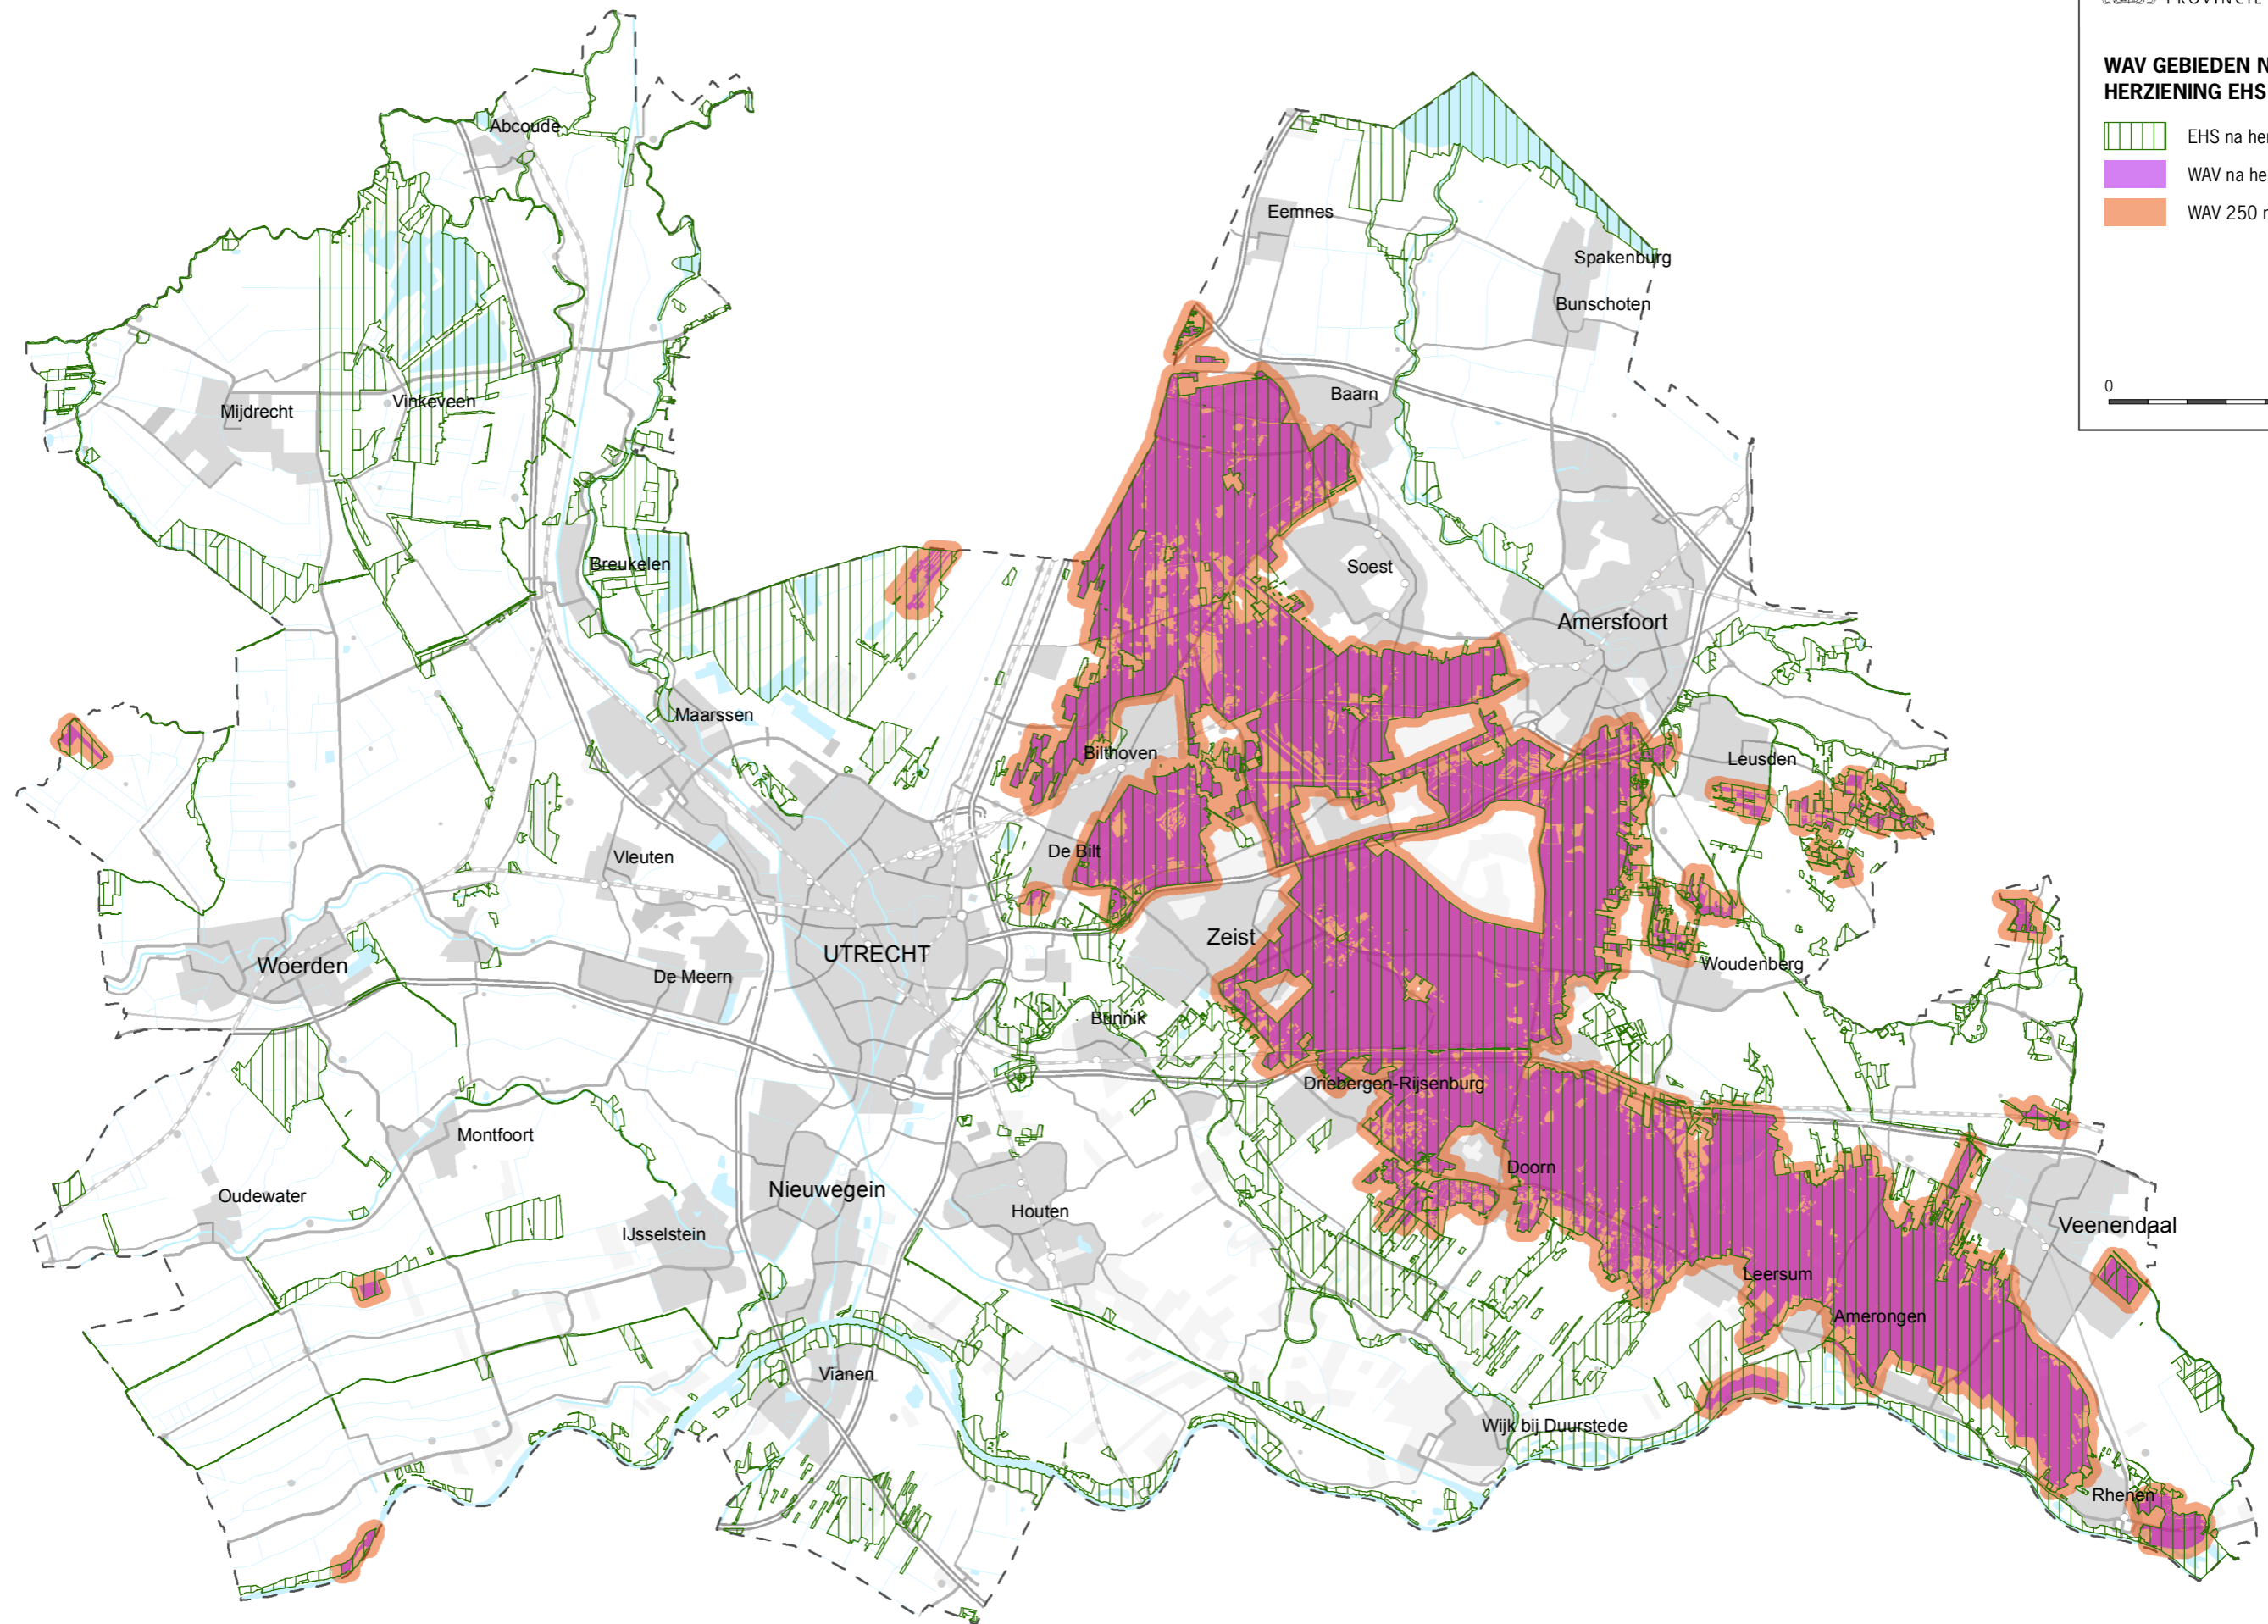 PROVINCIE
WAV GEBIEDEN N
HERZIENING EHS
EHS na her
WAV na he
WAV 250 m
0
Abcoude
Eemnes
Spakenburg
Bunschoten
Baarn
Mijdrecht
Vinkeveen
Breukelen
Soest
Amersfoort
Maarssen
Bilthoven
Leusden
De Bilt
Vleuten
Zeist
UTRECHT
Woerden
De Meern
Woudenberg
Bunnik
Driebergen-Rijsenburg
Montfoort
Doorn
Oudewater
Nieuwegein
Houten
IJsselstein
Veenendaal
Leersum
Amerongen
Vianen
Wijk bij Duurstede
Rhenen